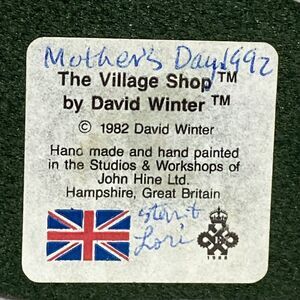 Mother's Day 1992
The Village Shop™
by David Winter™
© 1982 David Winter
Hand made and hand painted
in the Studios & Workshops of
John Hine Ltd.
Hampshire, Great Britain
Lori
1988